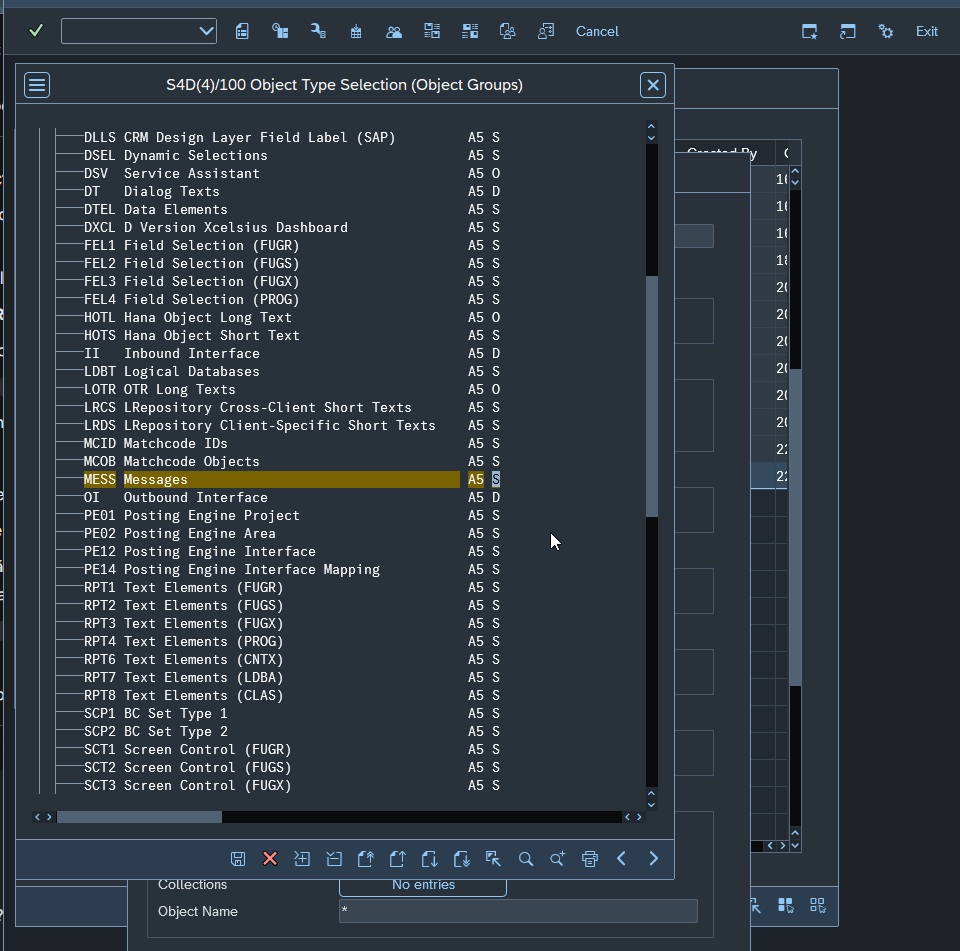 Cancel
Exit
S4D(4)/100 Object Type Selection (Object Groups)
Created By
DLLS CRM Design Layer Field Label (SAP) A5 S
DSEL Dynamic Selections A5 S
DSV Service Assistant A5 O
DT Dialog Texts A5 D
DTEL Data Elements A5 S
DXCL D Version Xcelsius Dashboard A5 S
FEL1 Field Selection (FUGR) A5 S
FEL2 Field Selection (FUGS) A5 S
FEL3 Field Selection (FUGX) A5 S
FEL4 Field Selection (PROG) A5 S
HOTL Hana Object Long Text A5 O
HOTS Hana Object Short Text A5 S
II Inbound Interface A5 D
LDBT Logical Databases A5 S
LOTR OTR Long Texts A5 O
LRCS LRepository Cross-Client Short Texts A5 S
LRDS LRepository Client-Specific Short Texts A5 S
MCID Matchcode IDs A5 S
MCOB Matchcode Objects A5 S
MESS Messages A5 S
OI Outbound Interface A5 D
PE01 Posting Engine Project A5 S
PE02 Posting Engine Area A5 S
PE12 Posting Engine Interface A5 S
PE14 Posting Engine Interface Mapping A5 S
RPT1 Text Elements (FUGR) A5 S
RPT2 Text Elements (FUGS) A5 S
RPT3 Text Elements (FUGX) A5 S
RPT4 Text Elements (PROG) A5 S
RPT6 Text Elements (CNTX) A5 S
RPT7 Text Elements (LDBA) A5 S
RPT8 Text Elements (CLAS) A5 S
SCP1 BC Set Type 1 A5 S
SCP2 BC Set Type 2 A5 S
SCT1 Screen Control (FUGR) A5 S
SCT2 Screen Control (FUGS) A5 S
SCT3 Screen Control (FUGX) A5 S
Collections No entries
Object Name *